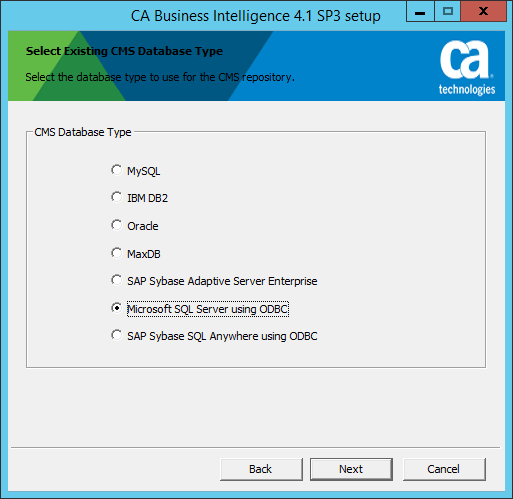 CA Business Intelligence 4.1 SP3 setup
Select Existing CMS Database Type
Select the database type to use for the CMS repository.
ca
technologies
CMS Database Type
MySQL
IBM DB2
Oracle
MaxDB
SAP Sybase Adaptive Server Enterprise
Microsoft SQL Server using ODBC
SAP Sybase SQL Anywhere using ODBC
Back
Next
Cancel